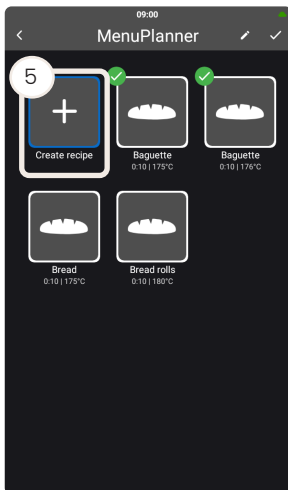 09:00
MenuPlanner
5
Create recipe
Baguette
0:10 | 175°C
Baguette
0:10 | 176°C
Bread
0:10 | 175°C
Bread rolls
0:10 | 180°C